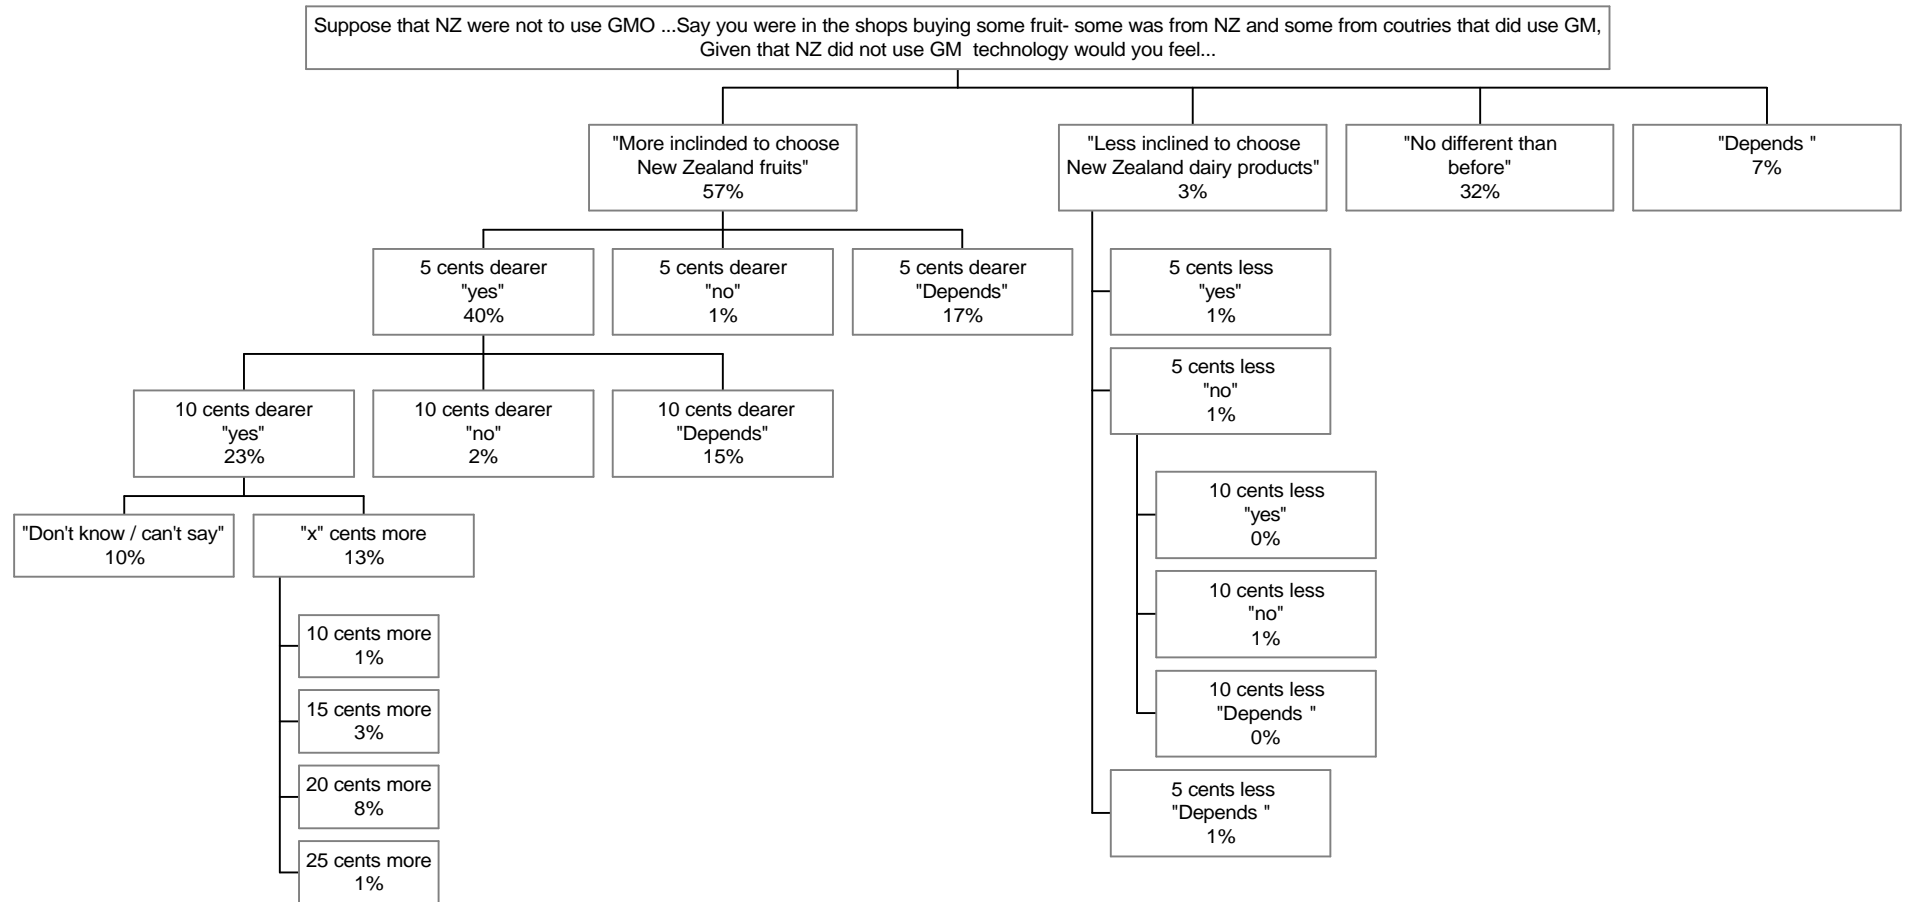 Suppose that NZ were not to use GMO ...Say you were in the shops buying some fruit- some was from NZ and some from coutries that did use GM,
Given that NZ did not use GM  technology would you feel...
"More inclinded to choose
New Zealand fruits"
57%
"Less inclined to choose
New Zealand dairy products"
3%
"No different than
before"
32%
"Depends "
7%
5 cents dearer
"yes"
40%
5 cents dearer
"no"
1%
5 cents dearer
"Depends"
17%
10 cents dearer
"yes"
23%
10 cents dearer
"no"
2%
10 cents dearer
"Depends"
15%
"Don't know / can't say"
10%
"x" cents more
13%
10 cents more
1%
15 cents more
3%
20 cents more
8%
25 cents more
1%
5 cents less
"yes"
1%
5 cents less
"no"
1%
10 cents less
"yes"
0%
10 cents less
"no"
1%
10 cents less
"Depends "
0%
5 cents less
"Depends "
1%